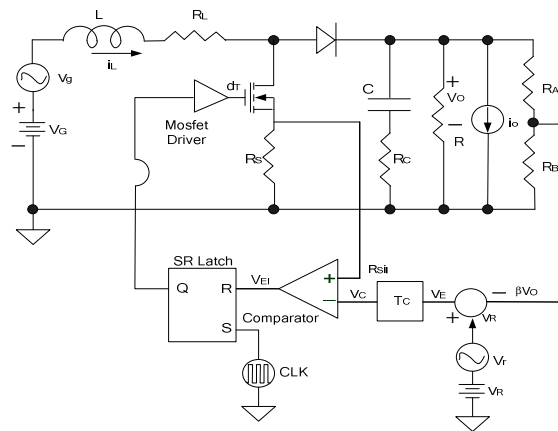 L
RL
iL
Vg
+
VG
−
dT
Mosfet
Driver
RS
C
RC
+
VO
−
R
io
RA
RB
SR Latch
Q
R
S
VEI
Comparator
+
−
Rsil
VC
TC
VE
+
−
βVO
VR
Vr
VR
CLK